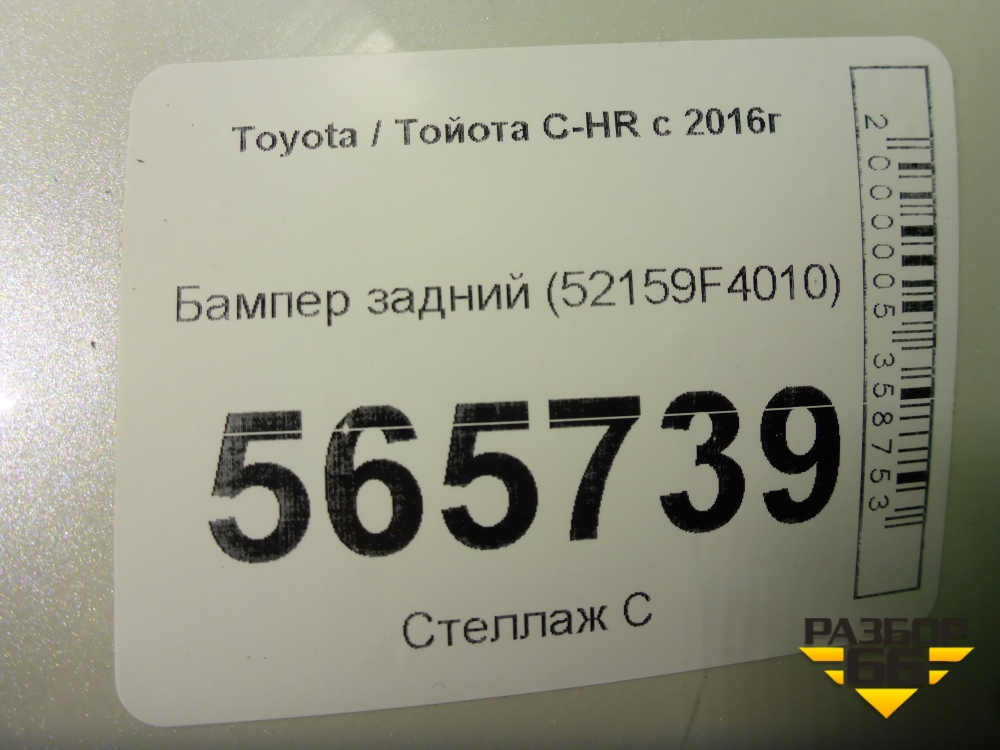 Toyota / Тойота C-HR с 2016г
Бампер задний (52159F4010)
565739
Стеллаж С
2000005358753
РАЗБОР
66